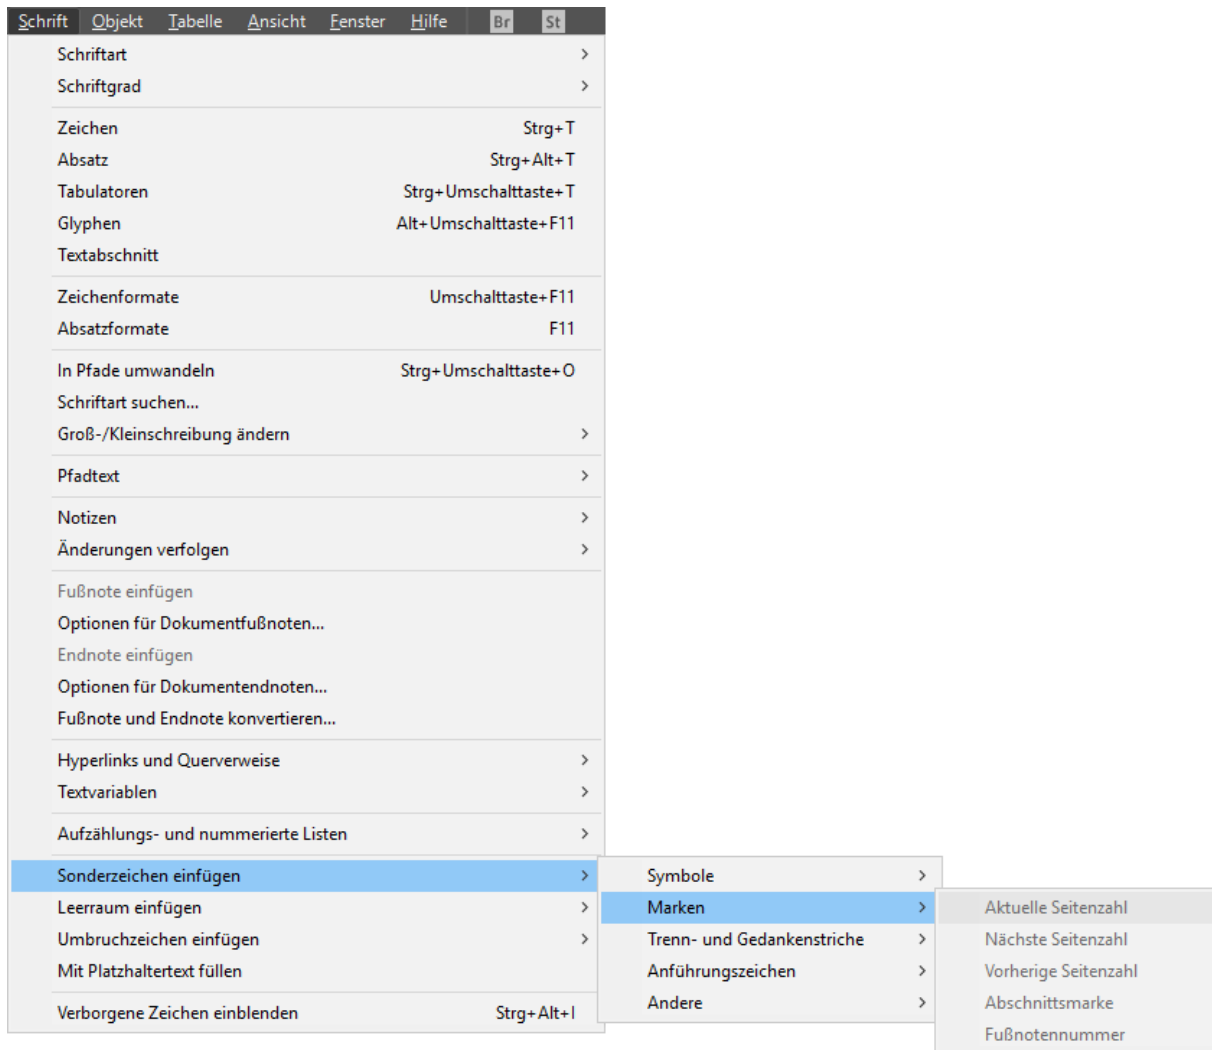 Schrift Objekt Tabelle Ansicht Fenster Hilfe Br St
Schriftart
Schriftgrad
Zeichen Strg+T
Absatz Strg+Alt+T
Tabulatoren Strg+Umschalttaste+T
Glyphen Alt+Umschalttaste+F11
Textabschnitt
Zeichenformate Umschalttaste+F11
Absatzformate F11
In Pfade umwandeln Strg+Umschalttaste+O
Schriftart suchen...
Groß-/Kleinschreibung ändern
Pfadtext
Notizen
Änderungen verfolgen
Fußnote einfügen
Optionen für Dokumentfußnoten...
Endnote einfügen
Optionen für Dokumentendnoten...
Fußnote und Endnote konvertieren...
Hyperlinks und Querverweise
Textvariablen
Aufzählungs- und nummerierte Listen
Sonderzeichen einfügen Symbole
Leerraum einfügen Marken Aktuelle Seitenzahl
Umbruchzeichen einfügen Trenn- und Gedankenstriche Nächste Seitenzahl
Mit Platzhaltertext füllen Anführungszeichen Vorherige Seitenzahl
Verborgene Zeichen einblenden Strg+Alt+I Andere Abschnittsmarke
Fußnotennummer